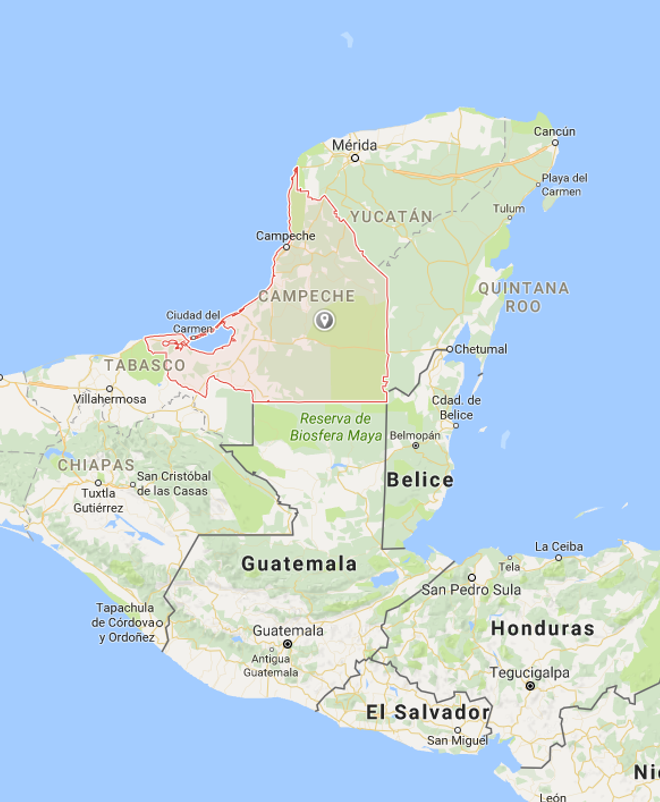 Cancún
Mérida
Playa del
Carmen
Tulum
YUCATÁN
Campeche
QUINTANA
ROO
CAMPECHE
Ciudad del
Carmen
Chetumal
TABASCO
Villahermosa
Cdad. de
Belice
Reserva de
Biosfera Maya
Belmopán
CHIAPAS
San Cristóbal
de las Casas
Belice
Tuxtla
Gutiérrez
La Ceiba
Guatemala
Tela
San Pedro Sula
Tapachula
de Córdova
y Ordoñez
Guatemala
Honduras
Antigua
Guatemala
Tegucigalpa
El Salvador
San Miguel
Ni
León